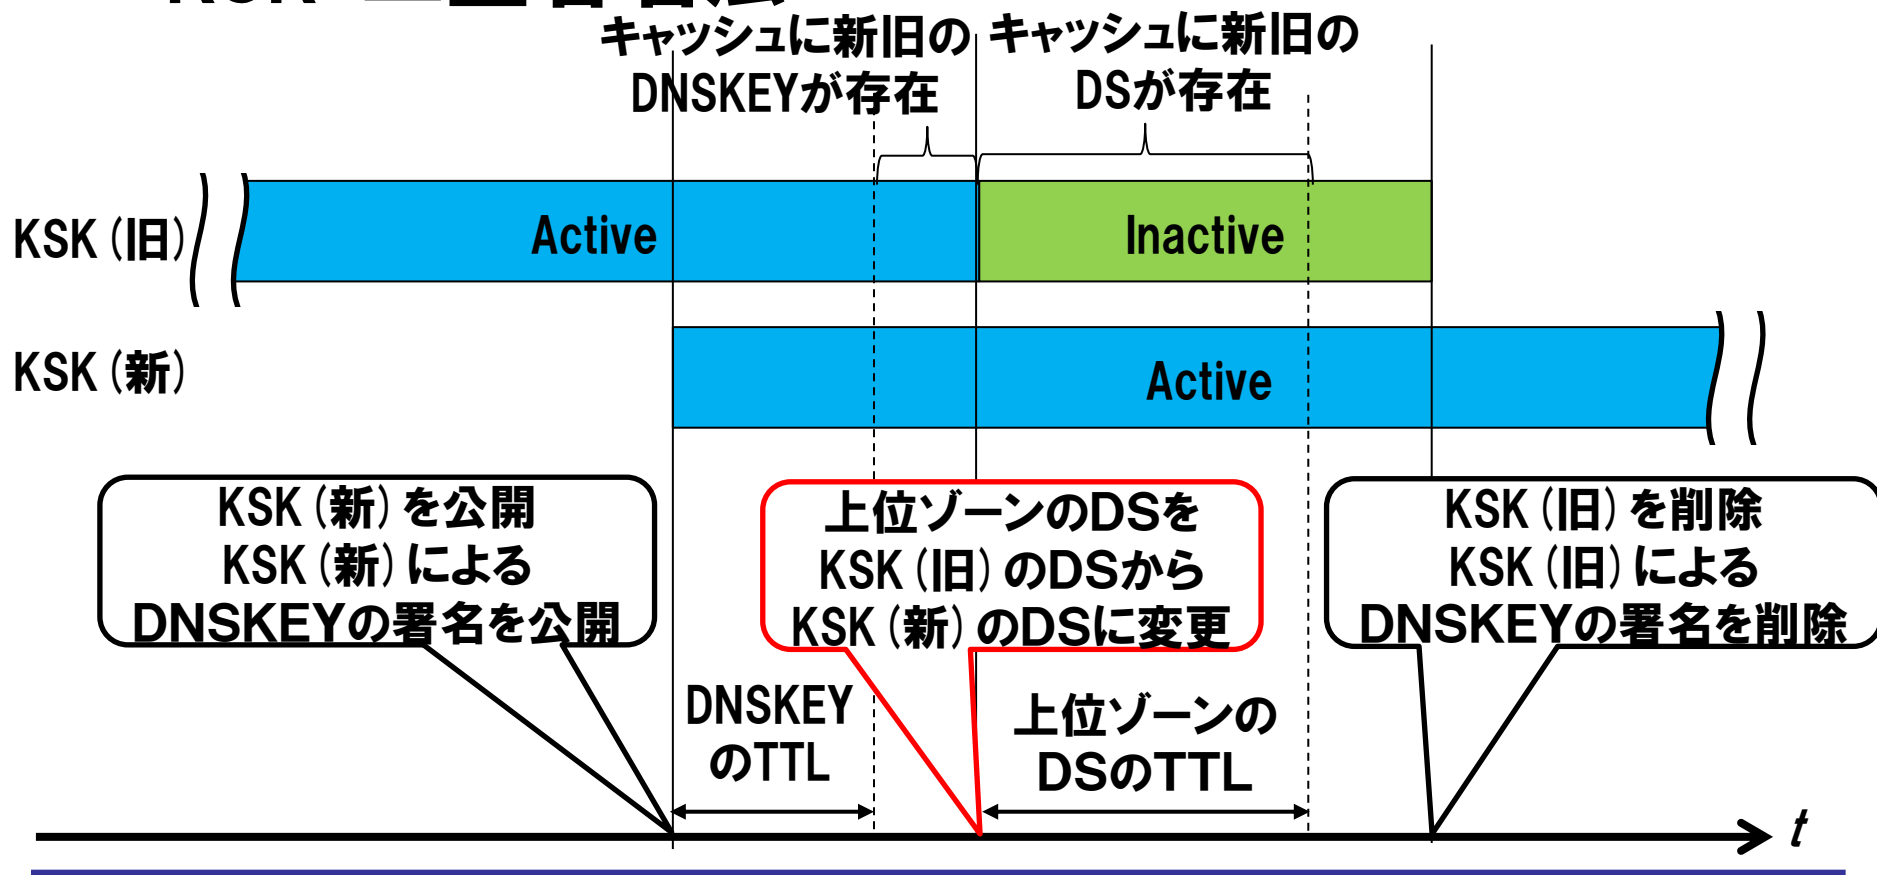 キャッシュに新旧の
DNSKEYが存在
キャッシュに新旧の
DSが存在
KSK(旧)
Active
Inactive
KSK(新)
Active
KSK(新)を公開
KSK(新)による
DNSKEYの署名を公開
上位ゾーンのDSを
KSK(旧)のDSから
KSK(新)のDSに変更
KSK(旧)を削除
KSK(旧)による
DNSKEYの署名を削除
DNSKEY
のTTL
上位ゾーンの
DSのTTL
t